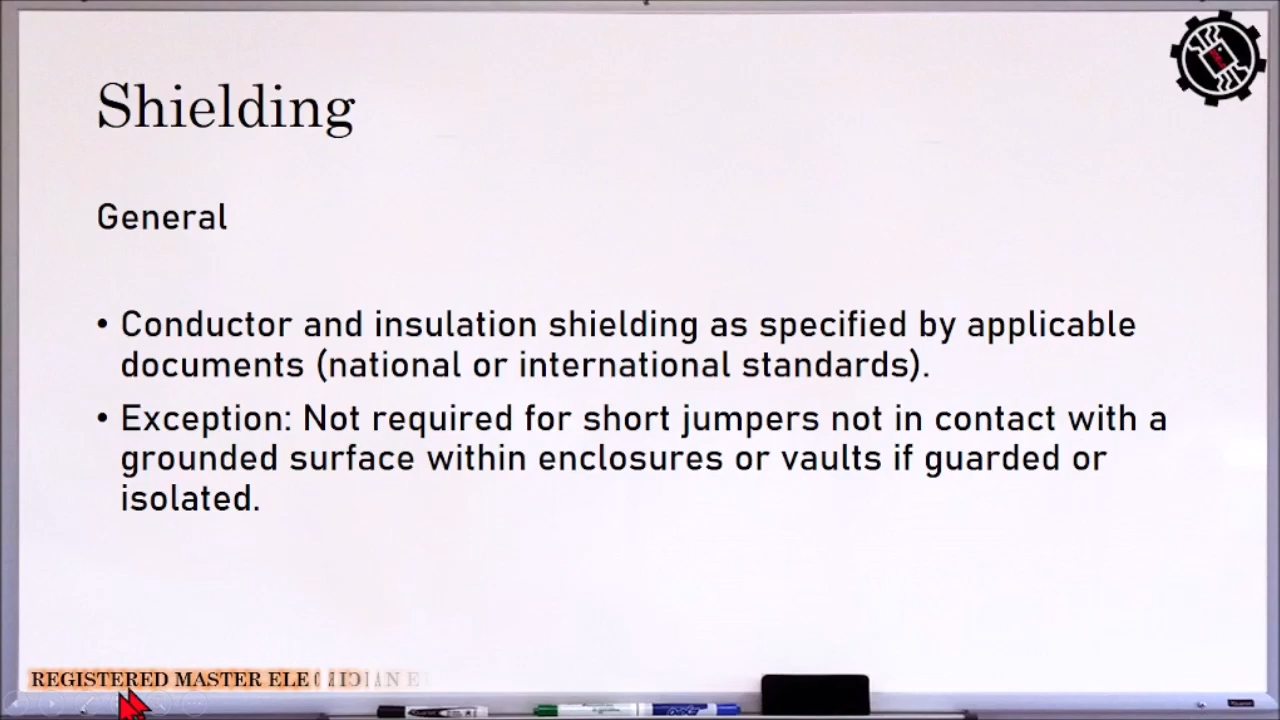 Shielding
General
• Conductor and insulation shielding as specified by applicable
documents (national or international standards).
• Exception: Not required for short jumpers not in contact with a
grounded surface within enclosures or vaults if guarded or
isolated.
REGISTERED MASTER